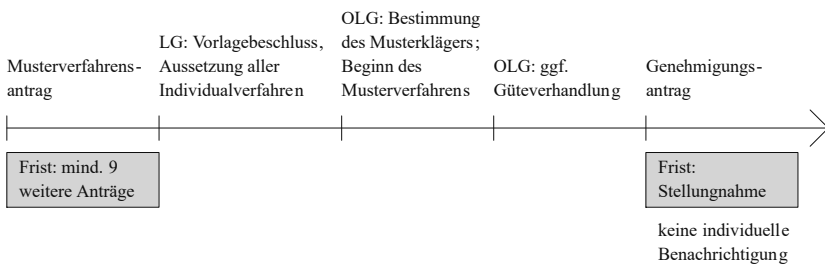 Musterverfahrens-
antrag
LG: Vorlagebeschluss,
Aussetzung aller
Individualverfahren
OLG: Bestimmung
des Musterklägers;
Beginn des
Musterverfahrens
OLG: ggf.
Güteverhandlung
Genehmigungs-
antrag
Frist: mind. 9
weitere Anträge
Frist:
Stellungnahme
keine individuelle
Benachrichtigung